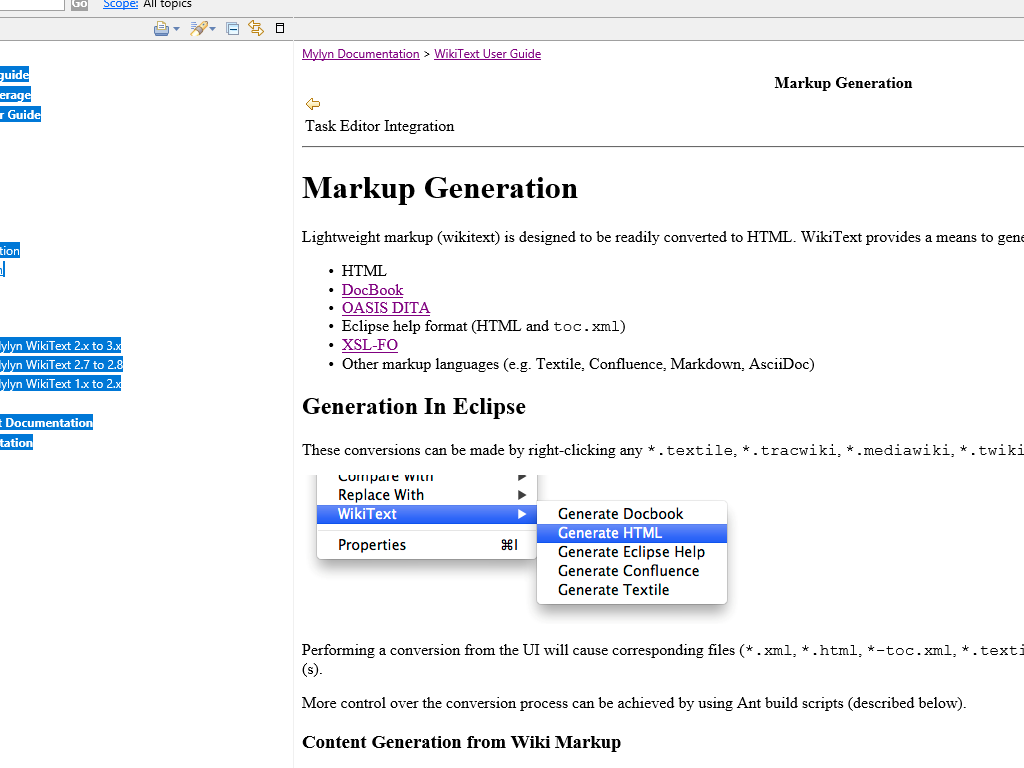 Go Scope: All topics
guide
erage
r Guide
tion
ylyn WikiText 2.x to 3.x
ylyn WikiText 2.7 to 2.8
ylyn WikiText 1.x to 2.x
t Documentation
tation
Mylyn Documentation > WikiText User Guide
Markup Generation
Task Editor Integration
Markup Generation
Lightweight markup (wikitext) is designed to be readily converted to HTML. WikiText provides a means to gene
• HTML
• DocBook
• OASIS DITA
• Eclipse help format (HTML and toc.xml)
• XSL-FO
• Other markup languages (e.g. Textile, Confluence, Markdown, AsciiDoc)
Generation In Eclipse
These conversions can be made by right-clicking any *.textile, *.tracwiki, *.mediawiki, *.twiki
Compare With
Replace With
WikiText
Properties ⌘I
Generate Docbook
Generate HTML
Generate Eclipse Help
Generate Confluence
Generate Textile
Performing a conversion from the UI will cause corresponding files (*.xml, *.html, *-toc.xml, *.texti
(s).
More control over the conversion process can be achieved by using Ant build scripts (described below).
Content Generation from Wiki Markup